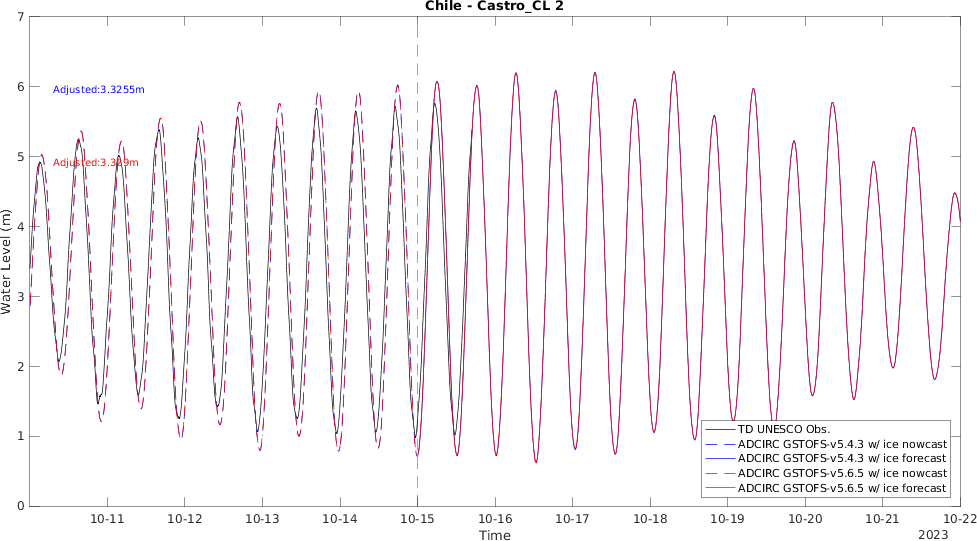 Chile - Castro_CL 2
Water Level (m)
7
6
5
4
3
2
1
0
Adjusted:3.3255m
Adjusted:3.329m
TD UNESCO Obs.
ADCIRC GSTOFS-v5.4.3 w/ ice nowcast
ADCIRC GSTOFS-v5.4.3 w/ ice forecast
ADCIRC GSTOFS-v5.6.5 w/ ice nowcast
ADCIRC GSTOFS-v5.6.5 w/ ice forecast
10-11 10-12 10-13 10-14 10-15 10-16 10-17 10-18 10-19 10-20 10-21 10-22
Time
2023